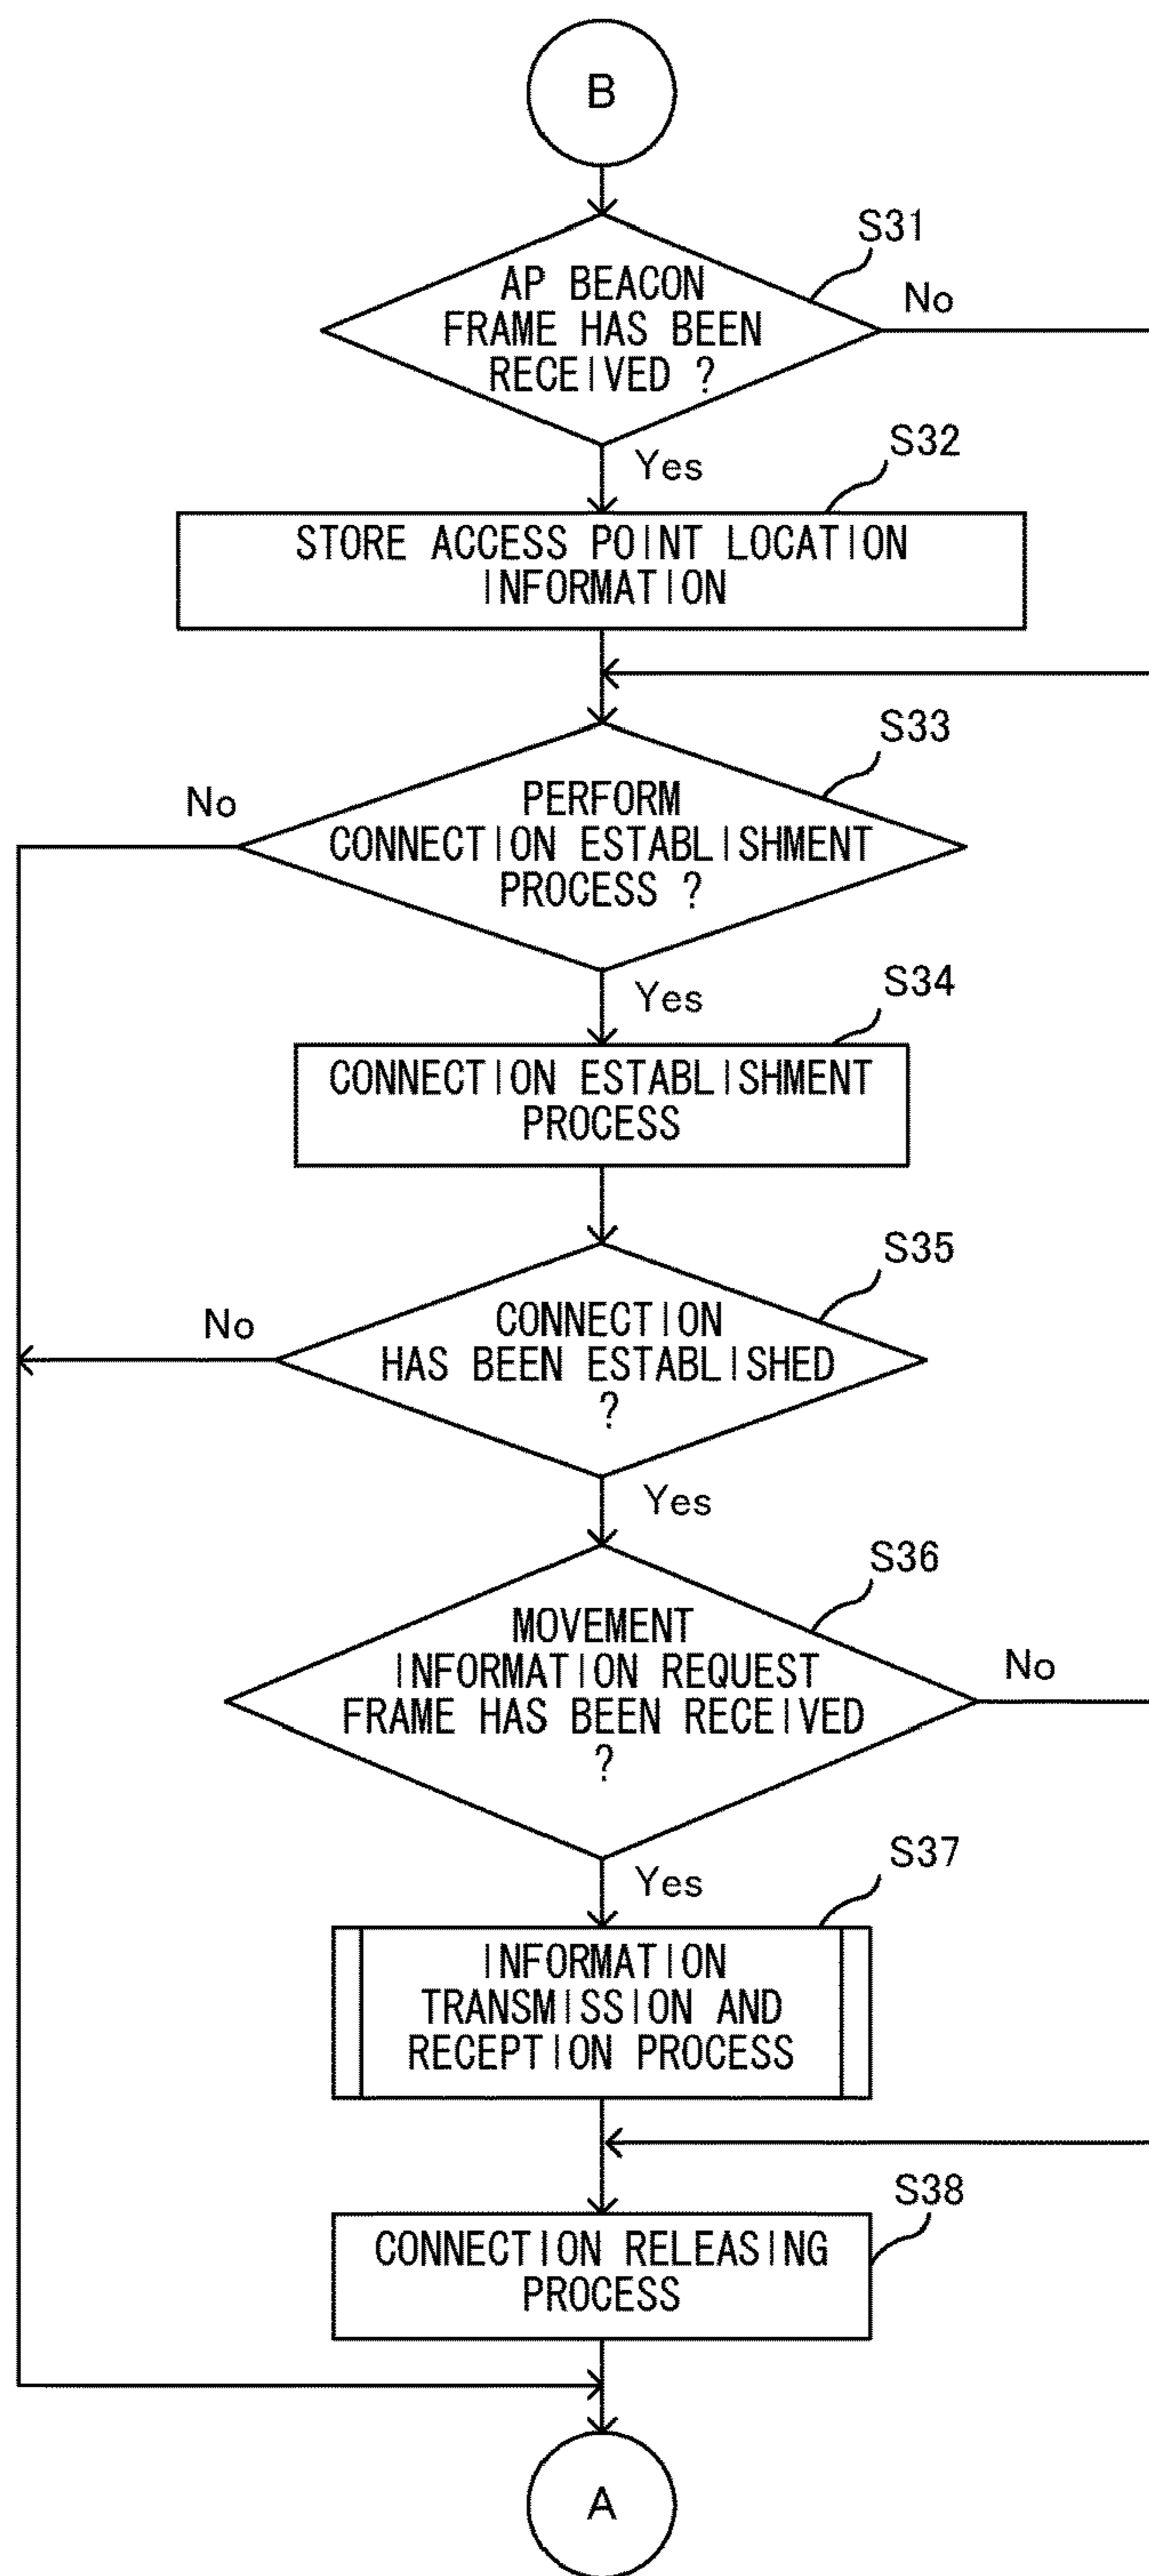 B
S31
AP BEACON
FRAME HAS BEEN
RECEIVED ?
No
Yes
S32
STORE ACCESS POINT LOCATION
INFORMATION
S33
No
PERFORM
CONNECTION ESTABLISHMENT
PROCESS ?
Yes
S34
CONNECTION ESTABLISHMENT
PROCESS
S35
No
CONNECTION
HAS BEEN ESTABLISHED
?
Yes
S36
MOVEMENT
INFORMATION REQUEST
FRAME HAS BEEN RECEIVED
?
No
Yes
S37
INFORMATION
TRANSMISSION AND
RECEPTION PROCESS
S38
CONNECTION RELEASING
PROCESS
A